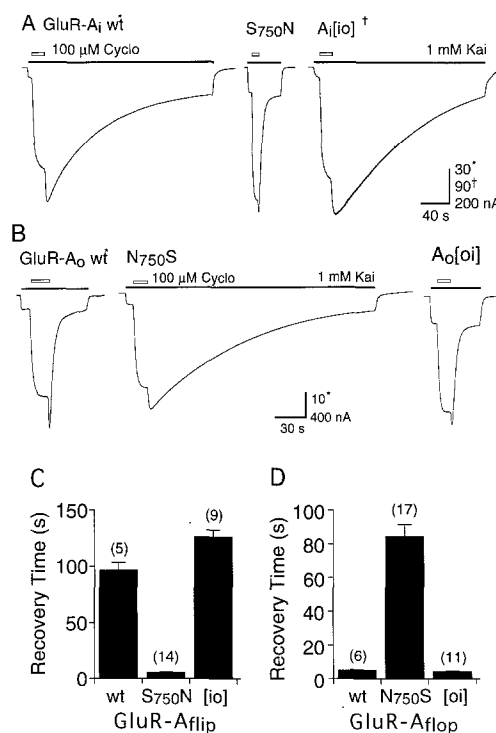 A GluR-Ai wt* S750N Ai[io] †
100 µM Cyclo 1 mM Kai
30*
90†
200 nA
40 s
B
GluR-Ao wt* N750S Ao[oi]
100 µM Cyclo 1 mM Kai
10*
400 nA
30 s
C D
Recovery Time (s)
150
100
50
0
(5)
(14)
(9)
wt S750N [io]
GluR-Aflip
Recovery Time (s)
100
80
60
40
20
0
(6)
(17)
(11)
wt N750S [oi]
GluR-Aflop